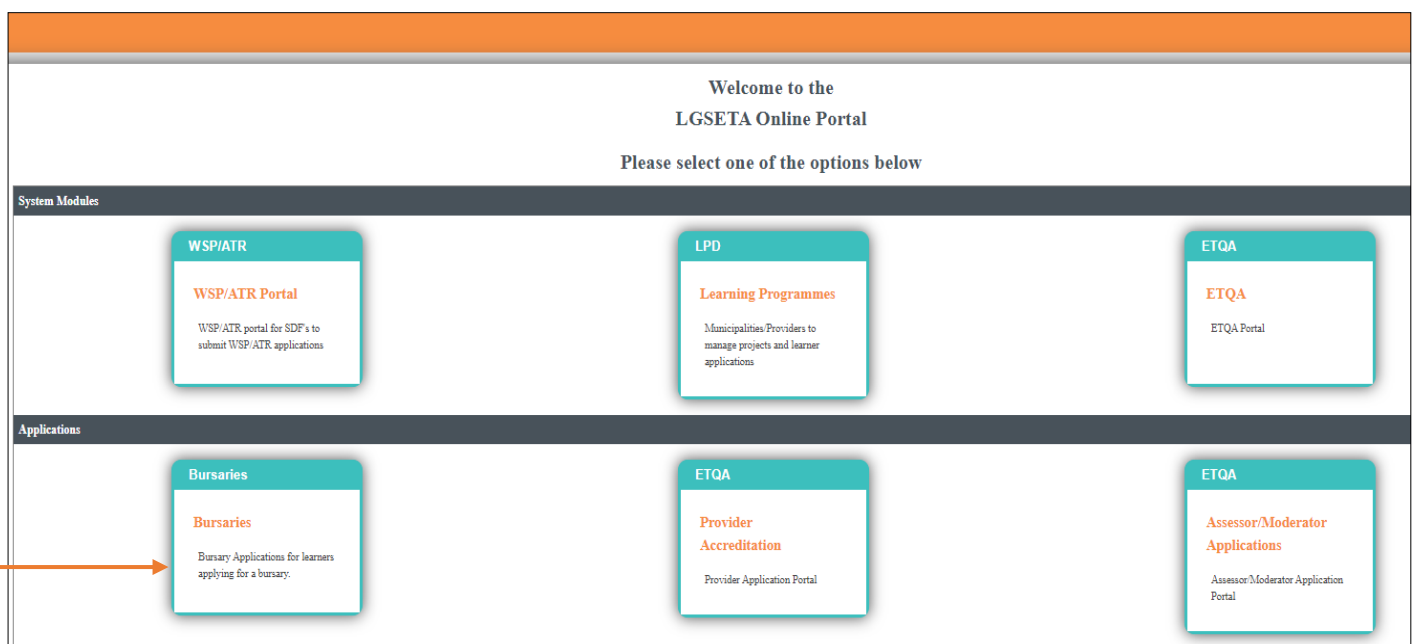 Welcome to the
LGSETA Online Portal
Please select one of the options below
System Modules
WSP/ATR
WSP/ATR Portal
WSP/ATR portal for SDF's to
submit WSP/ATR applications
LPD
Learning Programmes
Municipalities/Providers to
manage projects and learner
applications
ETQA
ETQA
ETQA Portal
Applications
Bursaries
Bursaries
Bursary Applications for learners
applying for a bursary.
ETQA
Provider
Accreditation
Provider Application Portal
ETQA
Assessor/Moderator
Applications
Assessor/Moderator Application
Portal